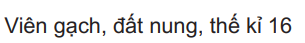 Viên gạch, đất nung, thế kỉ 16